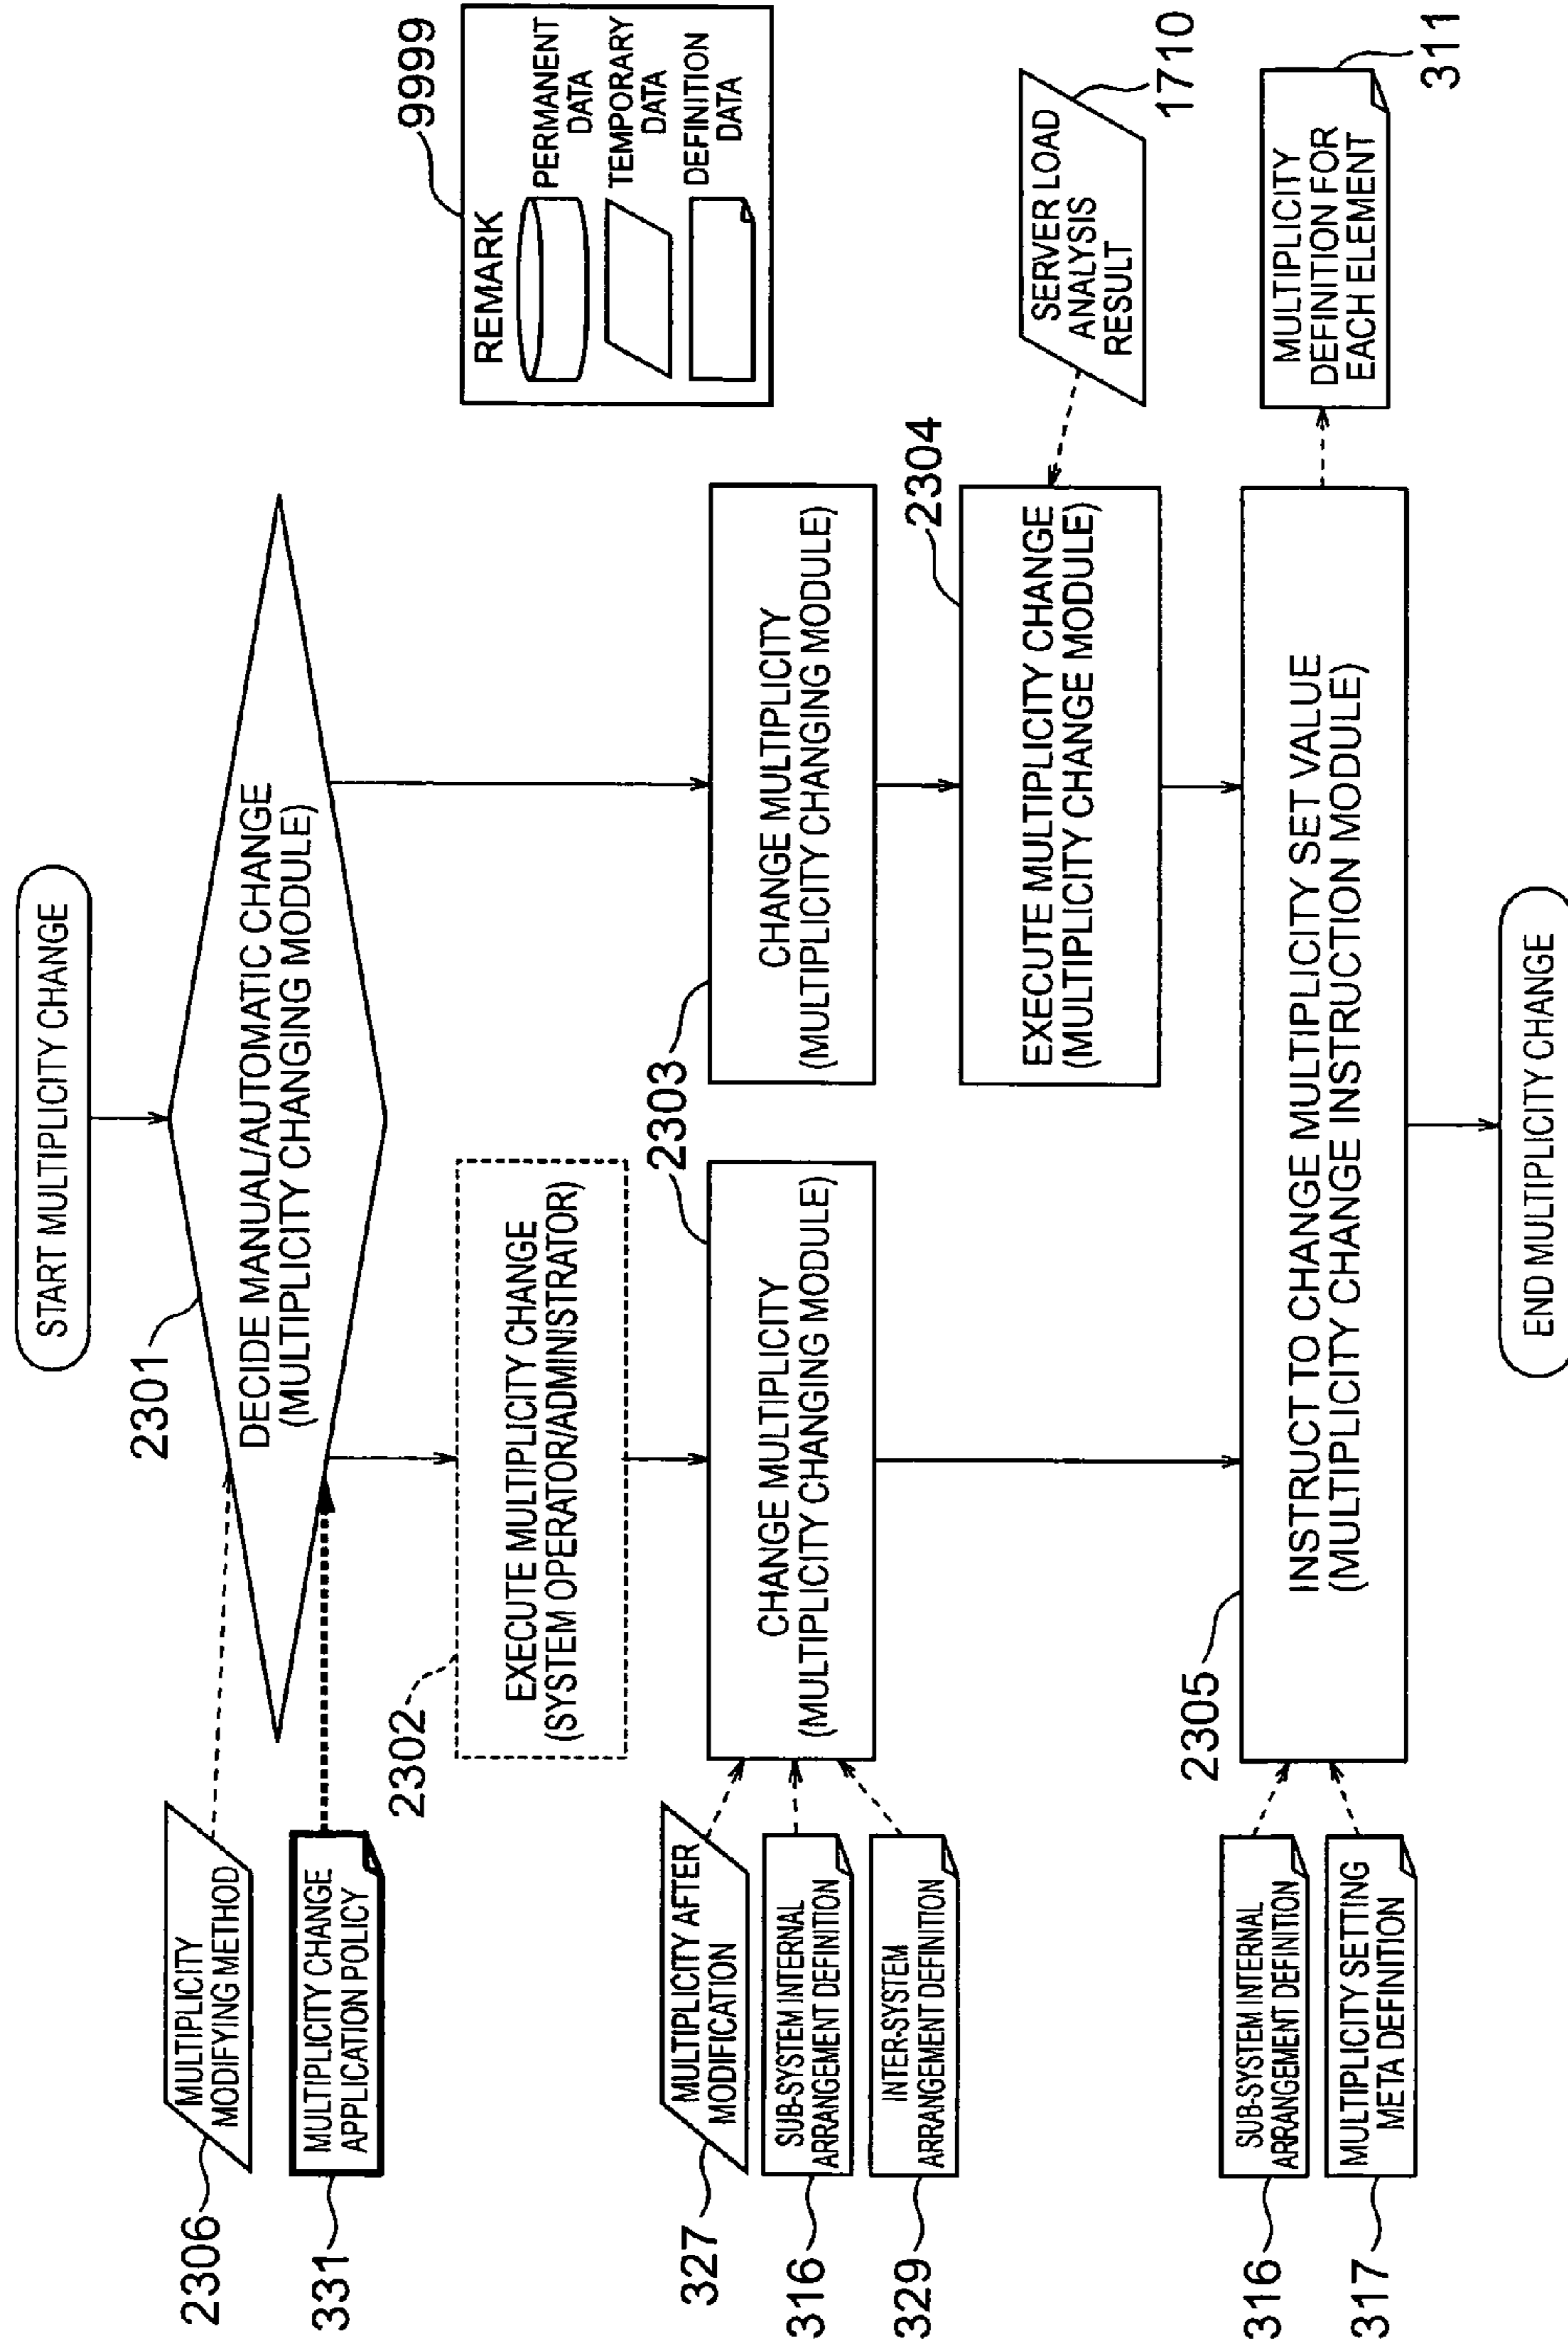 START MULTIPLICITY CHANGE
2306
MULTIPLICITY
MODIFYING METHOD
331
MULTIPLICITY CHANGE
APPLICATION POLICY
2301
DECIDE MANUAL/AUTOMATIC CHANGE
(MULTIPLICITY CHANGING MODULE)
9999
REMARK
PERMANENT
DATA
TEMPORARY
DATA
DEFINITION
DATA
2302
EXECUTE MULTIPLICITY CHANGE
(SYSTEM OPERATOR/ADMINISTRATOR)
327
MULTIPLICITY AFTER
MODIFICATION
316
SUB-SYSTEM INTERNAL
ARRANGEMENT DEFINITION
329
INTER-SYSTEM
ARRANGEMENT DEFINITION
2303
CHANGE MULTIPLICITY
(MULTIPLICITY CHANGING MODULE)
CHANGE MULTIPLICITY
(MULTIPLICITY CHANGING MODULE)
2304
EXECUTE MULTIPLICITY CHANGE
(MULTIPLICITY CHANGE MODULE)
SERVER LOAD
ANALYSIS
RESULT
1710
316
SUB-SYSTEM INTERNAL
ARRANGEMENT DEFINITION
317
MULTIPLICITY SETTING
META DEFINITION
2305
INSTRUCT TO CHANGE MULTIPLICITY SET VALUE
(MULTIPLICITY CHANGE INSTRUCTION MODULE)
MULTIPLICITY
DEFINITION FOR
EACH ELEMENT
311
END MULTIPLICITY CHANGE